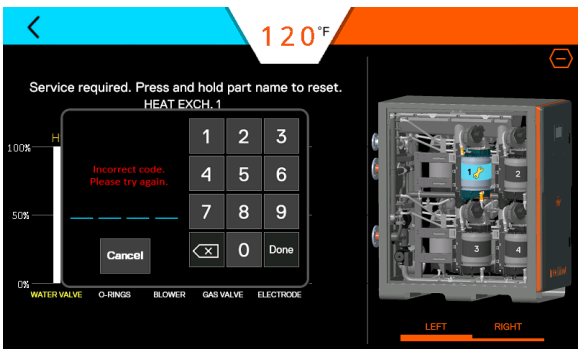 120°F
Service required. Press and hold part name to reset.
HEAT EXCH. 1
H
100%
50%
0%
Incorrect code.
Please try again.
1 2 3
4 5 6
7 8 9
0 Done
Cancel
WATER VALVE O-RINGS BLOWER GAS VALVE ELECTRODE
1 2
3 4
LEFT RIGHT